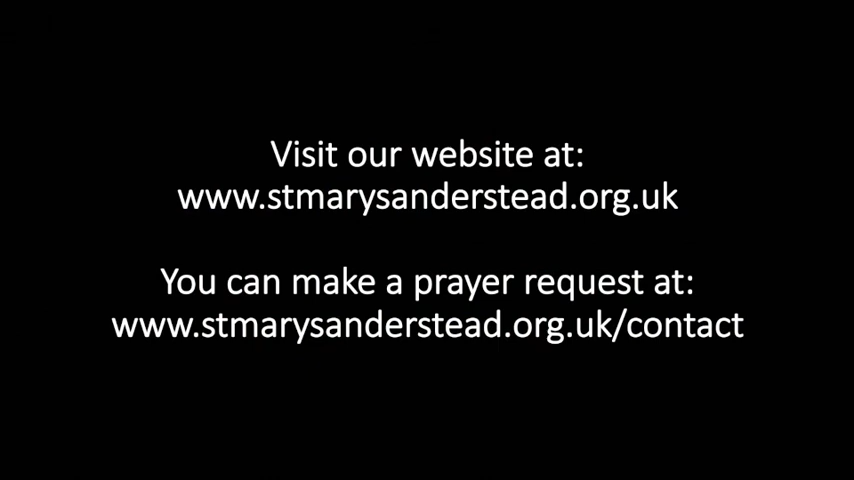 Visit our website at:
www.stmarysanderstead.org.uk
You can make a prayer request at:
www.stmarysanderstead.org.uk/contact